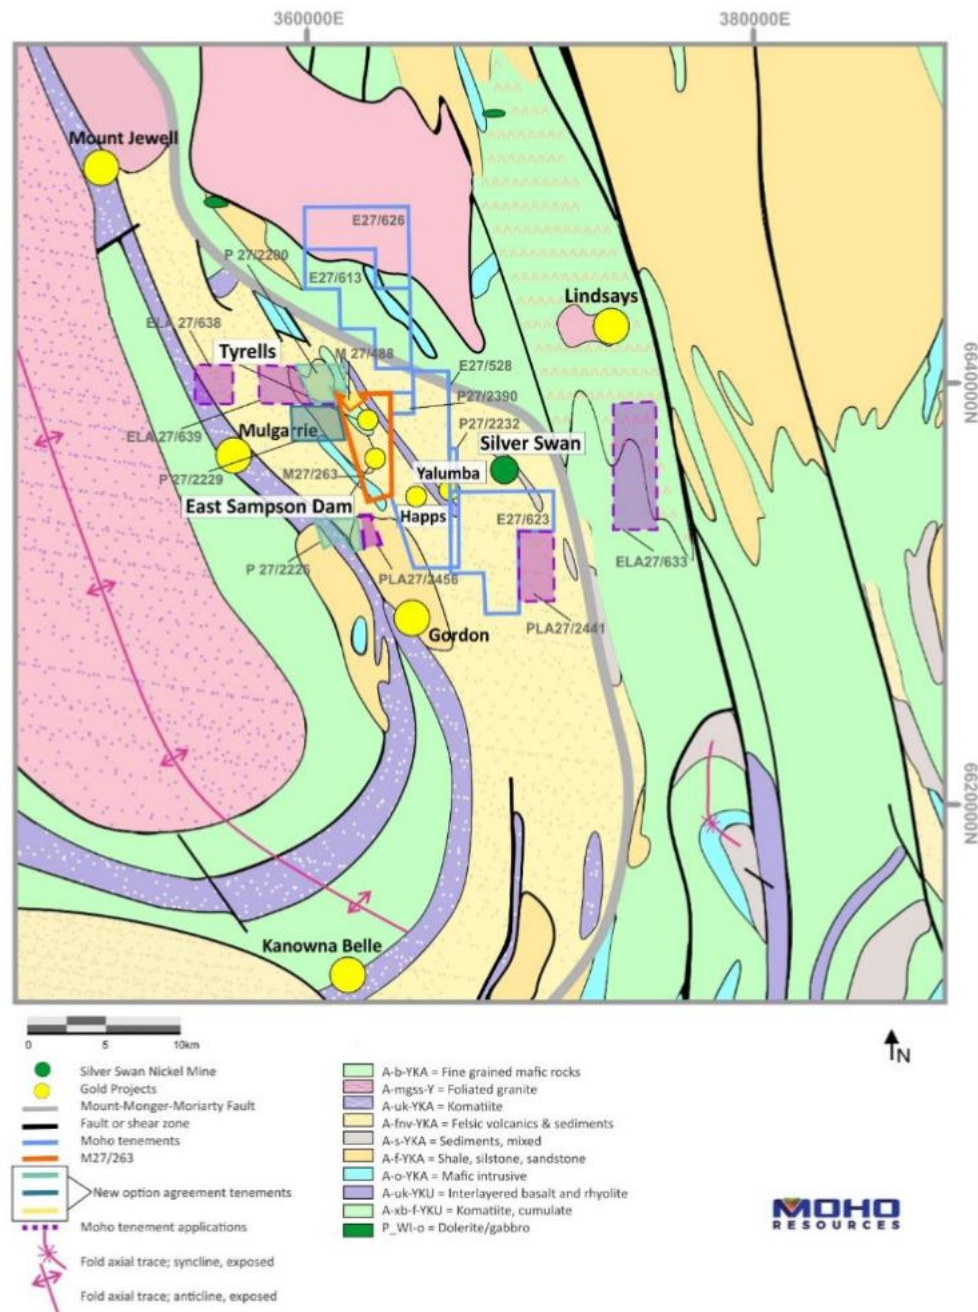 360000E
380000E
Mount Jewell
E27/626
P 27/2200
E27/613
Lindsays
ELA 27/638
Tyrells
M 27/488
E27/528
6640000N
P27/2390
P27/2232
ELA 27/639
Mulgarrie
Silver Swan
P 27/2229
M27/263
Yalumba
East Sampson Dam
Happs
E27/623
P 27/2226
PLA27/2456
ELA27/633
PLA27/2441
Gordon
6620000N
Kanowna Belle
0 5 10km
N
Silver Swan Nickel Mine
Gold Projects
Mount-Monger-Moriarty Fault
Fault or shear zone
Moho tenements
M27/263
New option agreement tenements
Moho tenement applications
Fold axial trace; syncline, exposed
Fold axial trace; anticline, exposed
A-b-YKA = Fine grained mafic rocks
A-mgss-Y = Foliated granite
A-uk-YKA = Komatiite
A-fnv-YKA = Felsic volcanics & sediments
A-s-YKA = Sediments, mixed
A-f-YKA = Shale, silstone, sandstone
A-o-YKA = Mafic intrusive
A-uk-YKU = Interlayered basalt and rhyolite
A-xb-f-YKU = Komatiite, cumulate
P_WI-o = Dolerite/gabbro
MOHO
RESOURCES